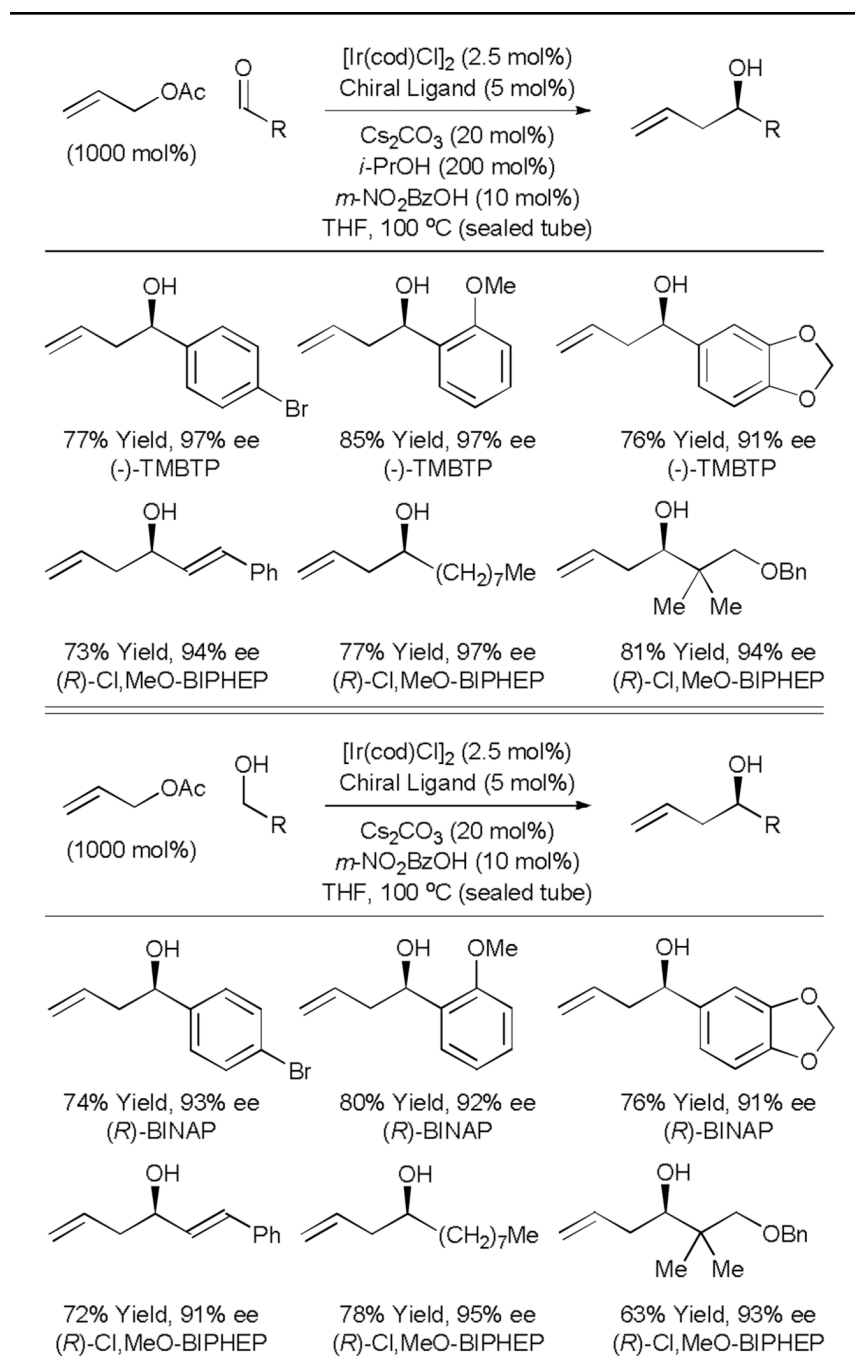 OAc
O
R
(1000 mol%)
[Ir(cod)Cl]2 (2.5 mol%)
Chiral Ligand (5 mol%)
Cs2CO3 (20 mol%)
i-PrOH (200 mol%)
m-NO2BzOH (10 mol%)
THF, 100 ºC (sealed tube)
OH
R
OH
Br
OH OMe
OH
O
O
77% Yield, 97% ee
(-)-TMBTP
85% Yield, 97% ee
(-)-TMBTP
76% Yield, 91% ee
(-)-TMBTP
OH
Ph
OH
(CH2)7Me
OH
OBn
Me Me
73% Yield, 94% ee
(R)-Cl,MeO-BIPHEP
77% Yield, 97% ee
(R)-Cl,MeO-BIPHEP
81% Yield, 94% ee
(R)-Cl,MeO-BIPHEP
OAc
OH
R
(1000 mol%)
[Ir(cod)Cl]2 (2.5 mol%)
Chiral Ligand (5 mol%)
Cs2CO3 (20 mol%)
m-NO2BzOH (10 mol%)
THF, 100 ºC (sealed tube)
OH
R
OH
Br
OH OMe
OH
O
O
74% Yield, 93% ee
(R)-BINAP
80% Yield, 92% ee
(R)-BINAP
76% Yield, 91% ee
(R)-BINAP
OH
Ph
OH
(CH2)7Me
OH
OBn
Me Me
72% Yield, 91% ee
(R)-Cl,MeO-BIPHEP
78% Yield, 95% ee
(R)-Cl,MeO-BIPHEP
63% Yield, 93% ee
(R)-Cl,MeO-BIPHEP